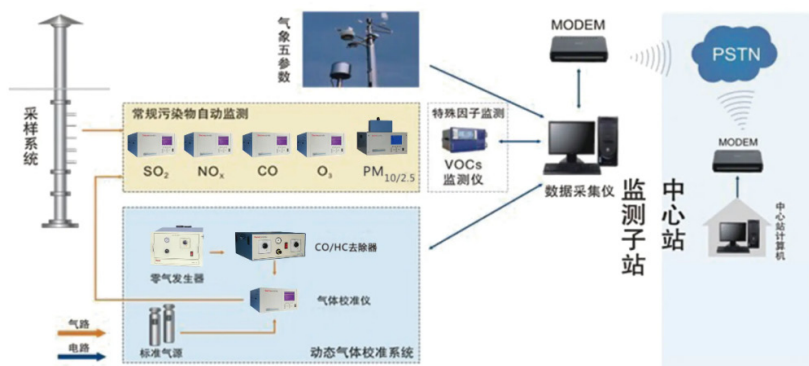 采样系统
气象五参数
MODEM
PSTN
常规污染物自动监测
SO₂
NOₓ
CO
O₃
PM₁₀/₂.₅
特殊因子监测
VOCs
监测仪
数据采集仪
监测子站
中心站
MODEM
中心站计算机
CO/HC去除器
零气发生器
气体校准仪
标准气源
动态气体校准系统
气路
电路